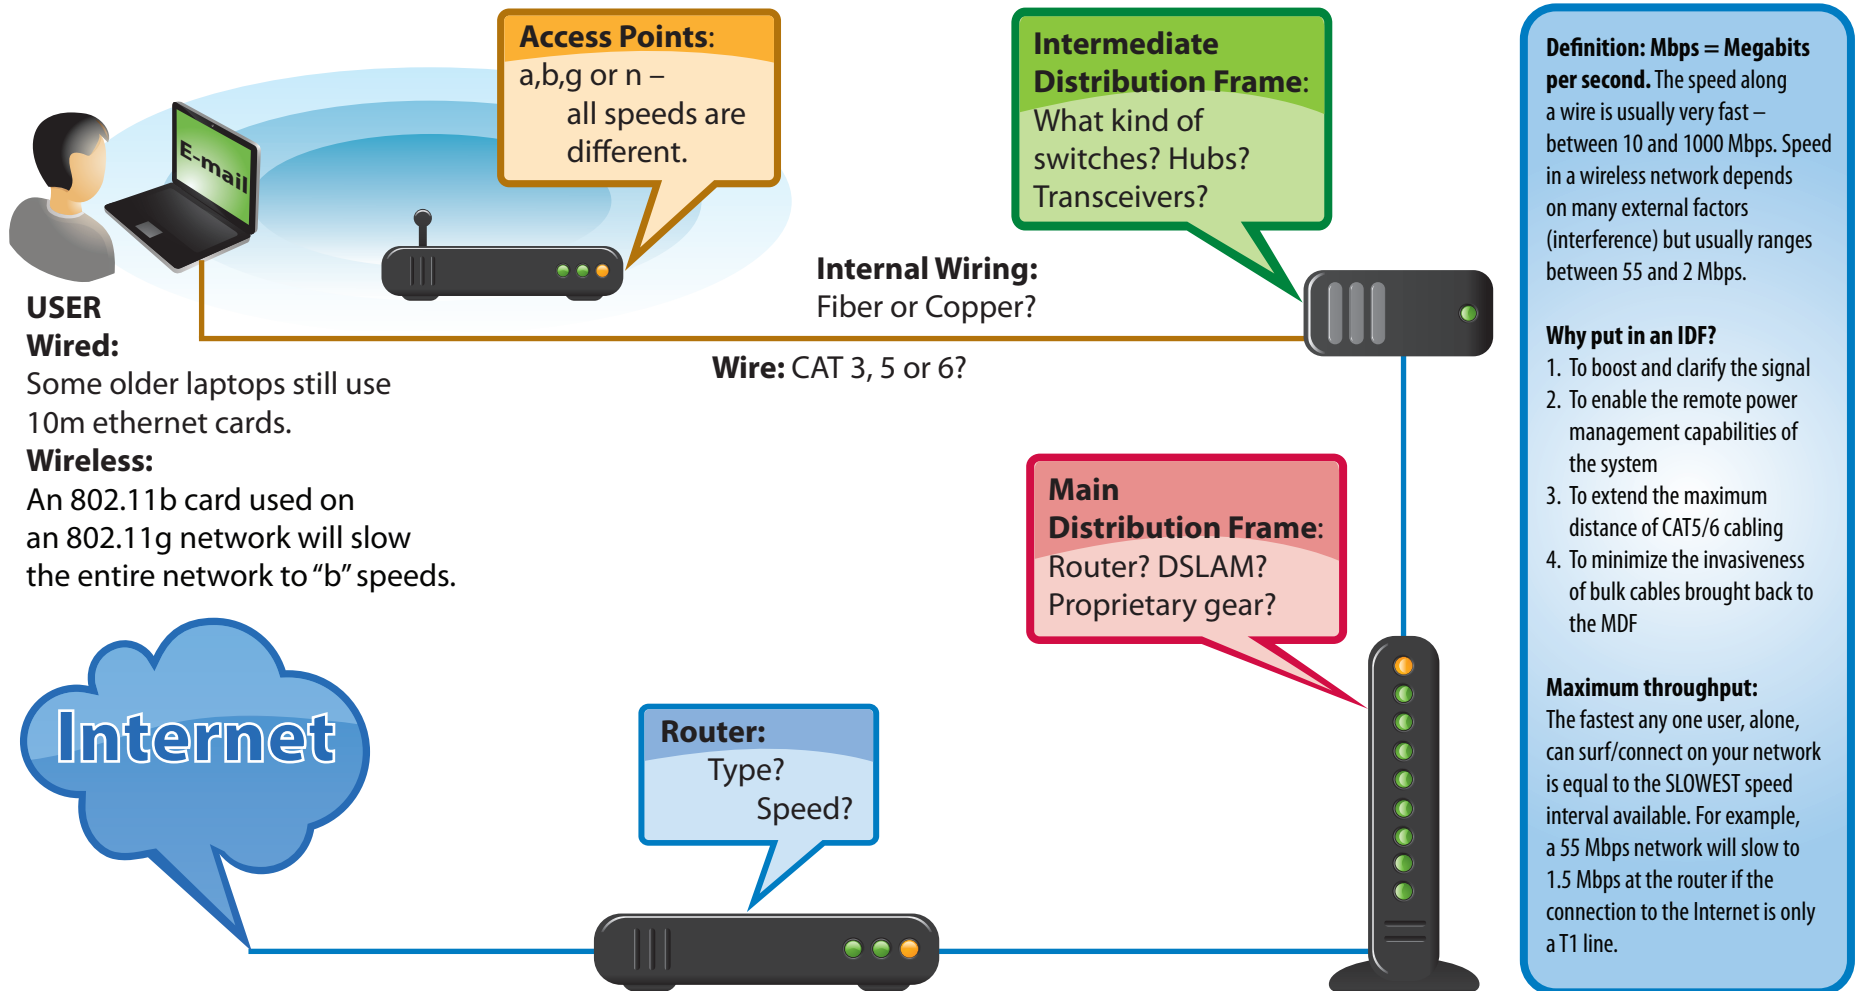 Access Points:
a,b,g or n –
all speeds are
different.
E-mail
Intermediate
Distribution Frame:
What kind of
switches? Hubs?
Transceivers?
Internal Wiring:
Fiber or Copper?
Wire: CAT 3, 5 or 6?
USER
Wired:
Some older laptops still use
10m ethernet cards.
Wireless:
An 802.11b card used on
an 802.11g network will slow
the entire network to “b” speeds.
Main
Distribution Frame:
Router? DSLAM?
Proprietary gear?
Internet
Router:
Type?
Speed?
Definition: Mbps = Megabits
per second. The speed along
a wire is usually very fast –
between 10 and 1000 Mbps. Speed
in a wireless network depends
on many external factors
(interference) but usually ranges
between 55 and 2 Mbps.
Why put in an IDF?
1. To boost and clarify the signal
2. To enable the remote power
management capabilities of
the system
3. To extend the maximum
distance of CAT5/6 cabling
4. To minimize the invasiveness
of bulk cables brought back to
the MDF
Maximum throughput:
The fastest any one user, alone,
can surf/connect on your network
is equal to the SLOWEST speed
interval available. For example,
a 55 Mbps network will slow to
1.5 Mbps at the router if the
connection to the Internet is only
a T1 line.